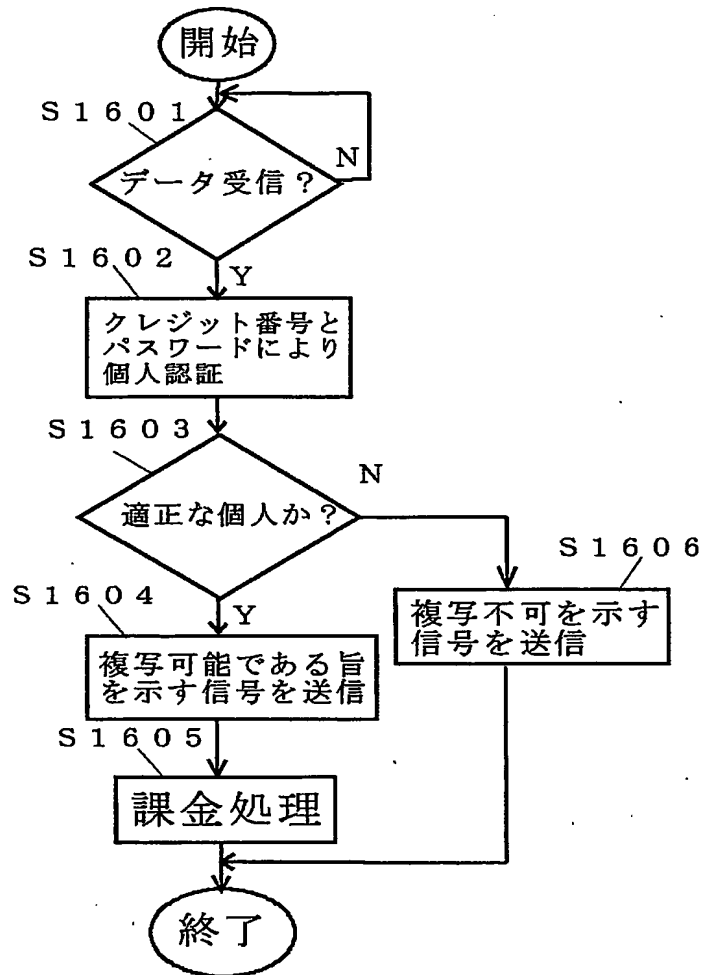 開始
S1601
データ受信?
N
S1602
Y
クレジット番号と
パスワードにより
個人認証
S1603
適正な個人か?
N
S1604
Y
複写可能である旨
を示す信号を送信
S1606
複写不可を示す
信号を送信
S1605
課金処理
終了